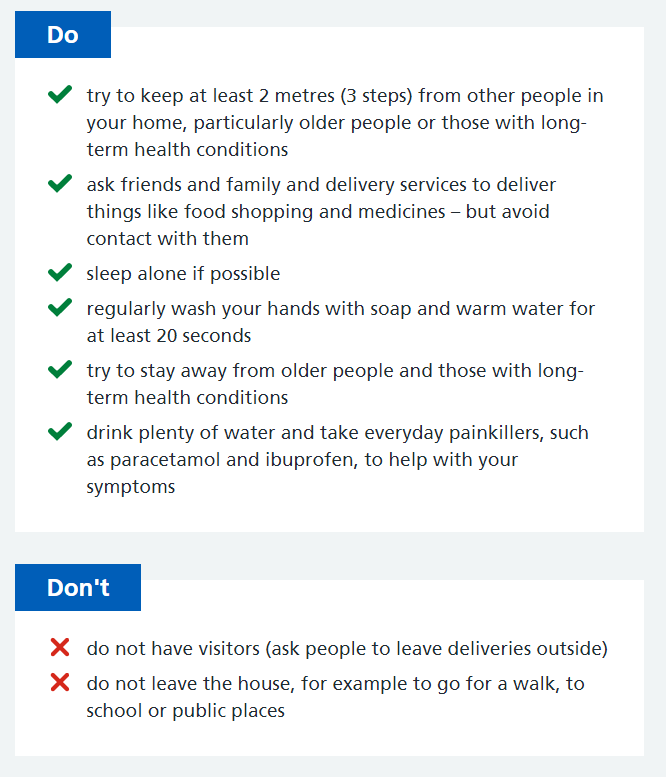 Do
try to keep at least 2 metres (3 steps) from other people in
your home, particularly older people or those with long-
term health conditions
ask friends and family and delivery services to deliver
things like food shopping and medicines – but avoid
contact with them
sleep alone if possible
regularly wash your hands with soap and warm water for
at least 20 seconds
try to stay away from older people and those with long-
term health conditions
drink plenty of water and take everyday painkillers, such
as paracetamol and ibuprofen, to help with your
symptoms
Don't
do not have visitors (ask people to leave deliveries outside)
do not leave the house, for example to go for a walk, to
school or public places